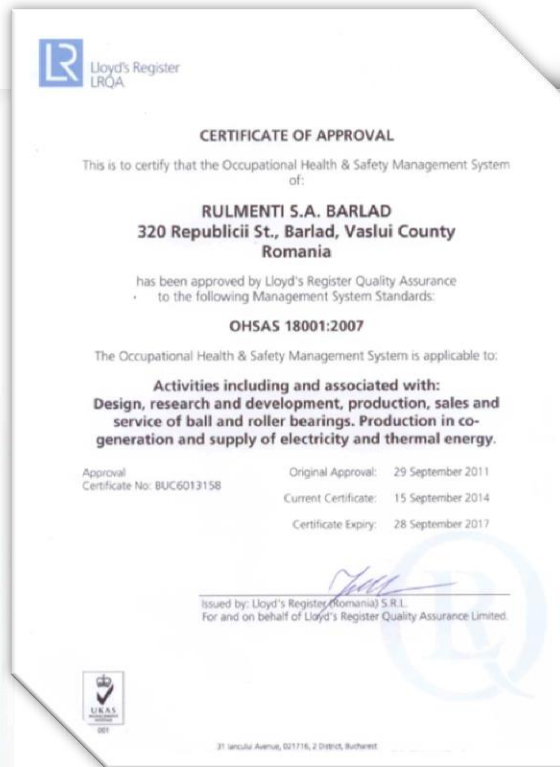 LR
Lloyd's Register
LRQA
CERTIFICATE OF APPROVAL
This is to certify that the Occupational Health & Safety Management System
of:
RULMENTI S.A. BARLAD
320 Republicii St., Barlad, Vaslui County
Romania
has been approved by Lloyd's Register Quality Assurance
to the following Management System Standards:
OHSAS 18001:2007
The Occupational Health & Safety Management System is applicable to:
Activities including and associated with:
Design, research and development, production, sales and
service of ball and roller bearings. Production in co-
generation and supply of electricity and thermal energy.
Approval
Certificate No: BUC6013158
Original Approval: 29 September 2011
Current Certificate: 15 September 2014
Certificate Expiry: 28 September 2017
Issued by: Lloyd's Register (Romania) S.R.L.
For and on behalf of Lloyd's Register Quality Assurance Limited.
UKAS
001
31 Iancului Avenue, 021716, 2 District, Bucharest